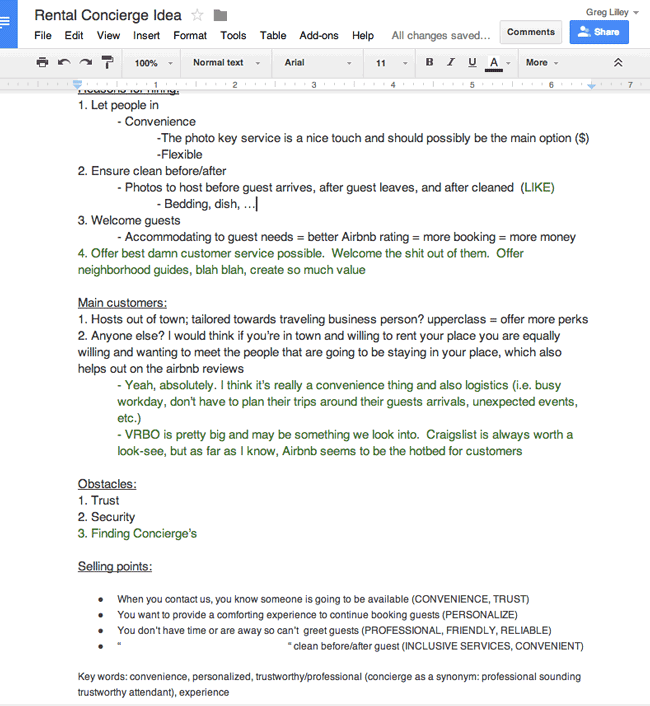 Rental Concierge Idea
Greg Lilley
File Edit View Insert Format Tools Table Add-ons Help All changes saved...
Comments
Share
100% Normal text Arial 11 B I U A More
1 2 3 4 5 6 7
Reasons for hiring:
1. Let people in
- Convenience
-The photo key service is a nice touch and should possibly be the main option ($)
-Flexible
2. Ensure clean before/after
- Photos to host before guest arrives, after guest leaves, and after cleaned (LIKE)
- Bedding, dish, …
3. Welcome guests
- Accommodating to guest needs = better Airbnb rating = more booking = more money
4. Offer best damn customer service possible. Welcome the shit out of them. Offer
neighborhood guides, blah blah, create so much value
Main customers:
1. Hosts out of town; tailored towards traveling business person? upperclass = offer more perks
2. Anyone else? I would think if you're in town and willing to rent your place you are equally
willing and wanting to meet the people that are going to be staying in your place, which also
helps out on the airbnb reviews
- Yeah, absolutely. I think it's really a convenience thing and also logistics (i.e. busy
workday, don't have to plan their trips around their guests arrivals, unexpected events,
etc.)
- VRBO is pretty big and may be something we look into. Craigslist is always worth a
look-see, but as far as I know, Airbnb seems to be the hotbed for customers
Obstacles:
1. Trust
2. Security
3. Finding Concierge's
Selling points:
● When you contact us, you know someone is going to be available (CONVENIENCE, TRUST)
● You want to provide a comforting experience to continue booking guests (PERSONALIZE)
● You don't have time or are away so can't greet guests (PROFESSIONAL, FRIENDLY, RELIABLE)
● “ “ clean before/after guest (INCLUSIVE SERVICES, CONVENIENT)
Key words: convenience, personalized, trustworthy/professional (concierge as a synonym: professional sounding
trustworthy attendant), experience